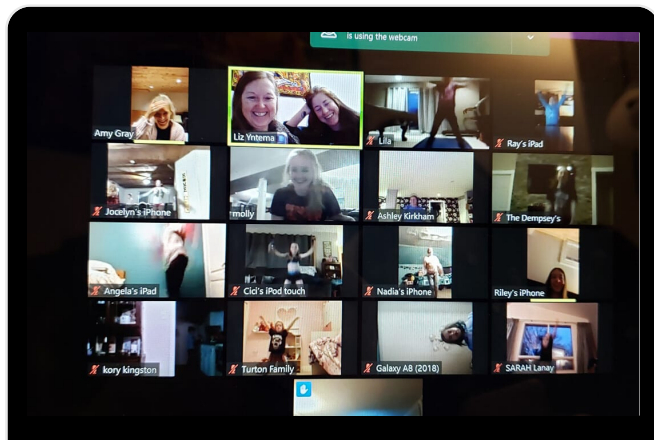 is using the webcam
Amy Gray
Liz Yntema
Lila
Ray's iPad
Jocelyn's iPhone
molly
Ashley Kirkham
The Dempsey's
Angela's iPad
Cici's iPod touch
Nadia's iPhone
Riley's iPhone
kory kingston
Turton Family
Galaxy A8 (2018)
SARAH Lanay